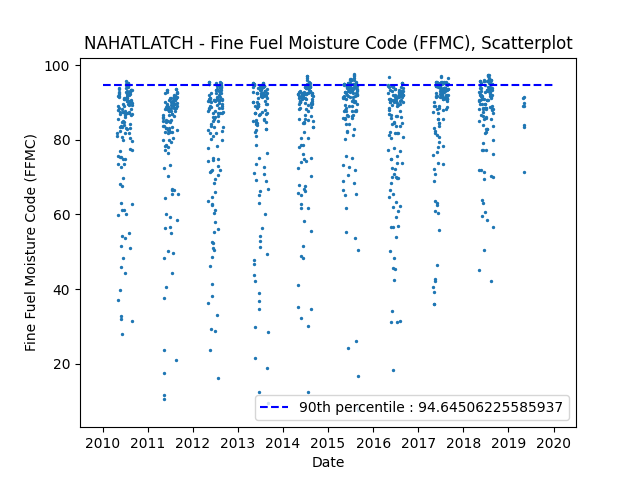 NAHATLATCH - Fine Fuel Moisture Code (FFMC), Scatterplot
100
80
60
40
20
Fine Fuel Moisture Code (FFMC)
90th percentile : 94.64506225585937
2010 2011 2012 2013 2014 2015 2016 2017 2018 2019 2020
Date